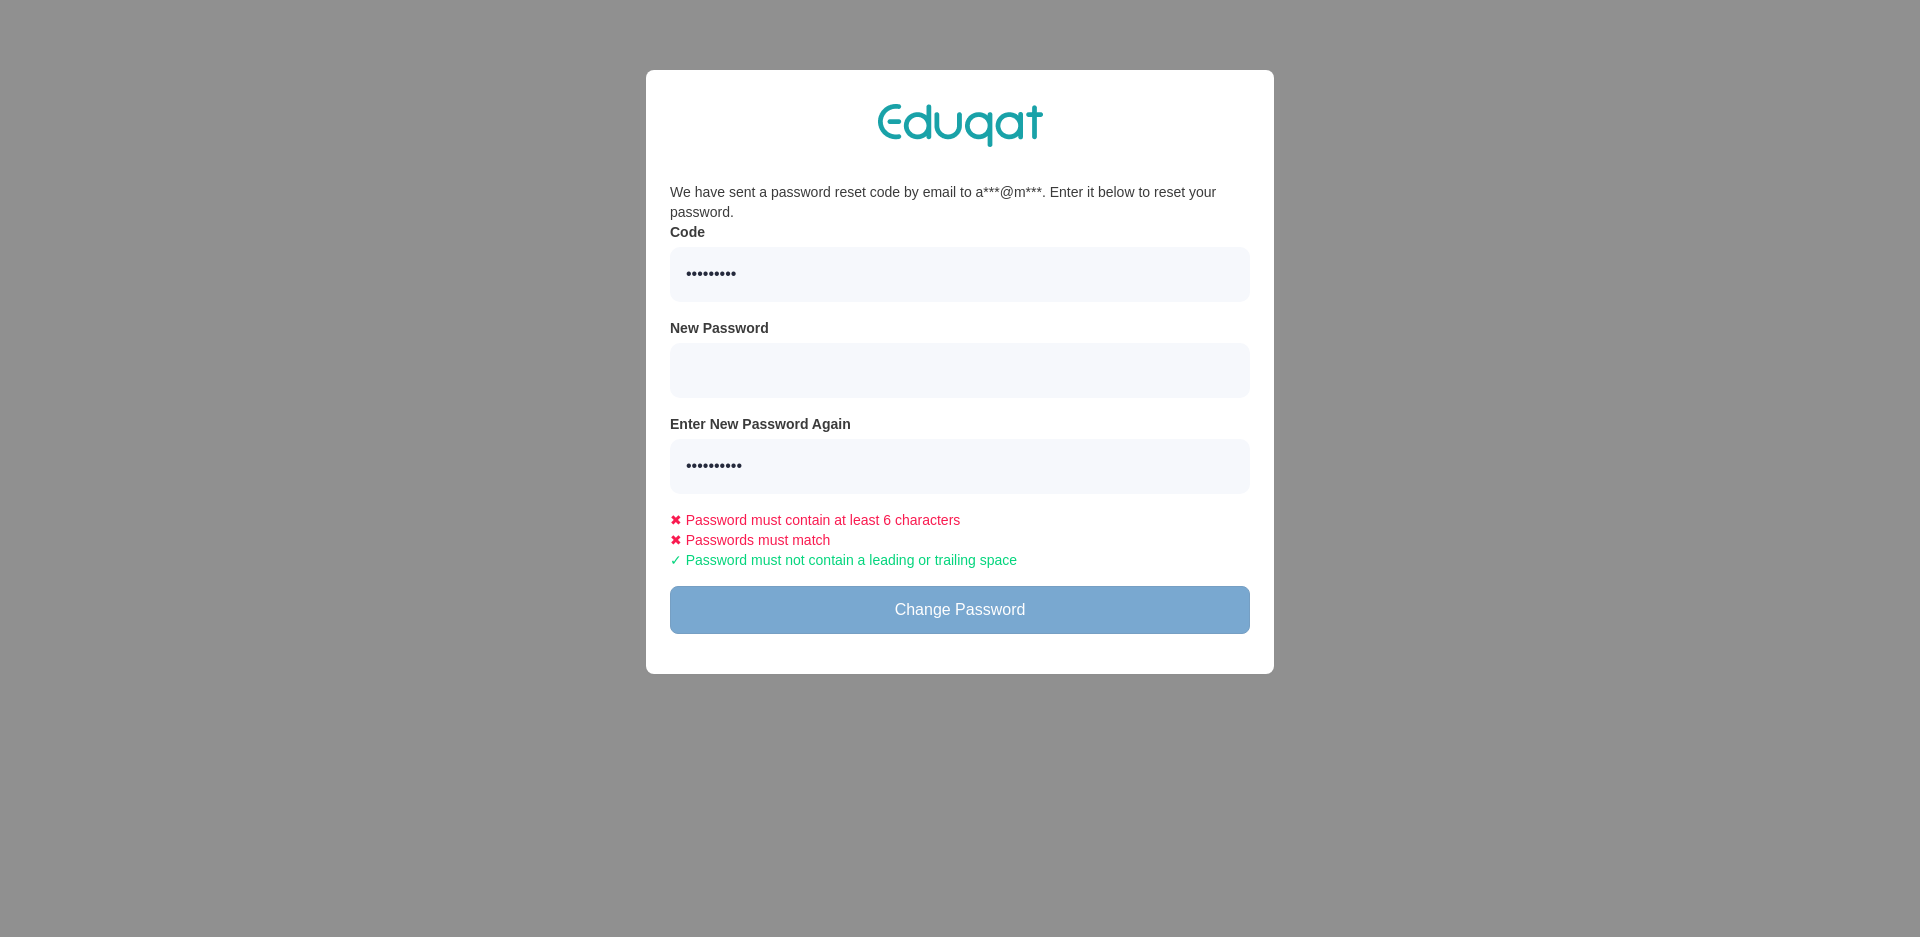 Eduqat
We have sent a password reset code by email to a***@m***. Enter it below to reset your
password.
Code
•••••••••
New Password
Enter New Password Again
••••••••••
✖ Password must contain at least 6 characters
✖ Passwords must match
✓ Password must not contain a leading or trailing space
Change Password